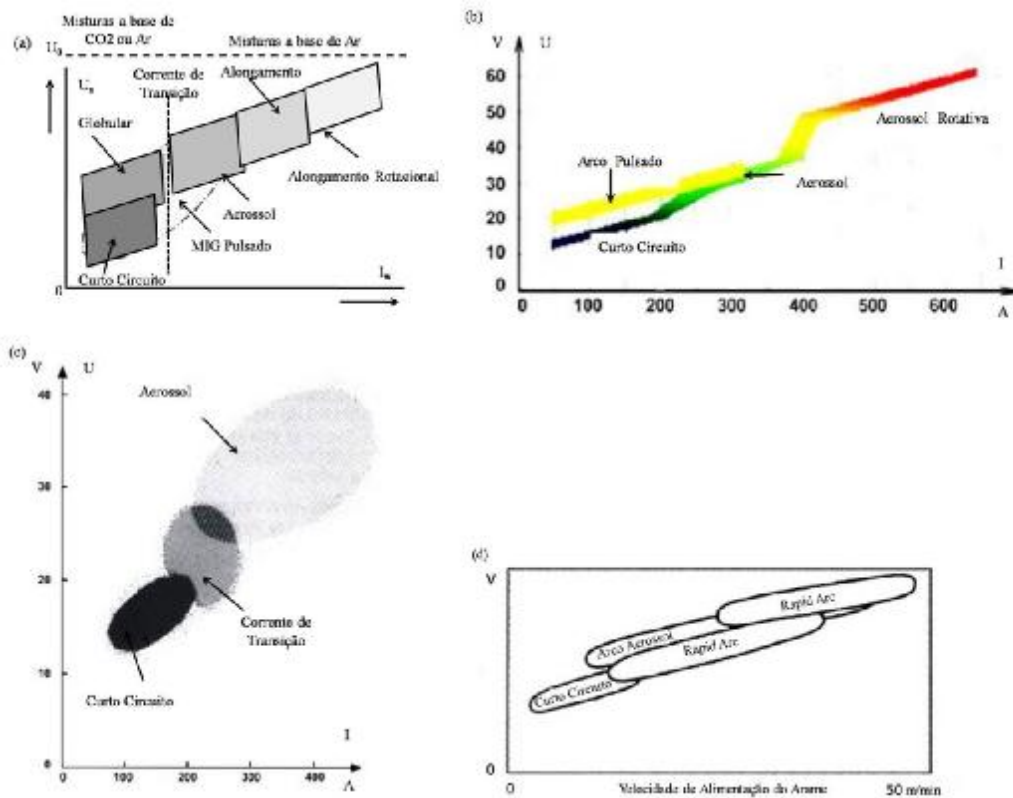 (a)
Misturas a base de
CO2 ou Ar
Misturas a base de Ar
U₀
Uₐ
Corrente de
Transição
Alongamento
Globular
Alongamento Rotacional
Aerossol
MIG Pulsado
Curto Circuito
0
(b)
V U
60
50
40
30
20
10
0
Aerossol Rotativa
Arco Pulsado
Aerossol
Curto Circuito
I
100 200 300 400 500 600 A
(c)
V U
40
30
20
10
0
Aerossol
Corrente de
Transição
Curto Circuito
I
0 100 200 300 400 A
(d)
V
Rapid Arc
Arco Aerossol
Rapid Arc
Curto Circuito
0
0 Velocidade de Alimentação do Arame 50 m/min